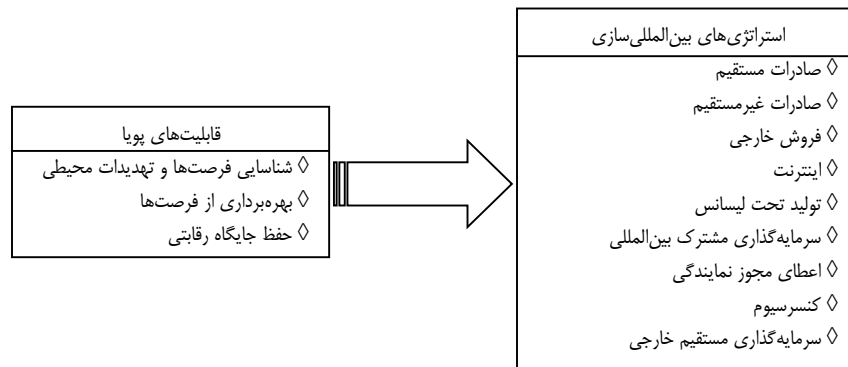 استراتژی‌های بین‌المللی‌سازی
◊ صادرات مستقیم
◊ صادرات غیرمستقیم
◊ فروش خارجی
◊ اینترنت
◊ تولید تحت لیسانس
◊ سرمایه‌گذاری مشترک بین‌المللی
◊ اعطای مجوز نمایندگی
◊ کنسرسیوم
◊ سرمایه‌گذاری مستقیم خارجی
قابلیت‌های پویا
◊ شناسایی فرصت‌ها و تهدیدات محیطی
◊ بهره‌برداری از فرصت‌ها
◊ حفظ جایگاه رقابتی